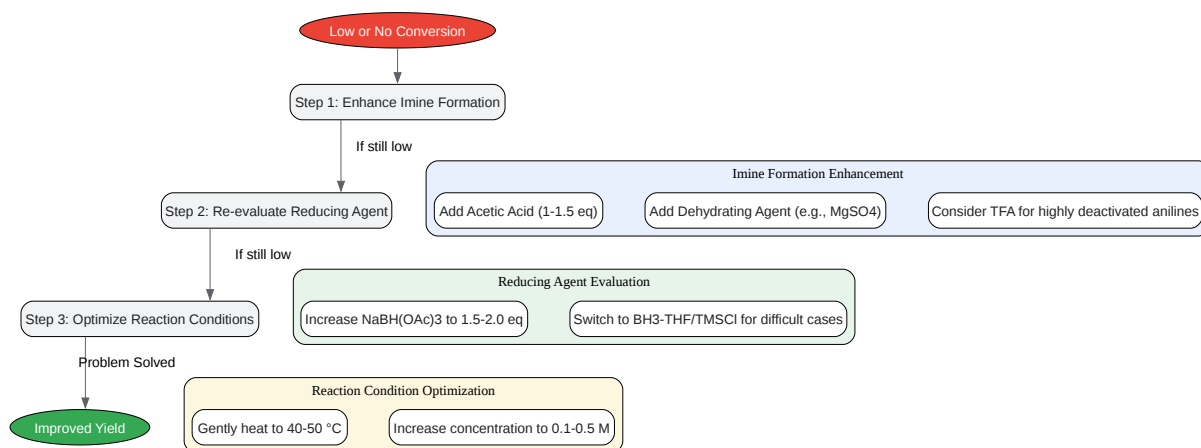 Low or No Conversion
Step 1: Enhance Imine Formation
If still low
Imine Formation Enhancement
Step 2: Re-evaluate Reducing Agent
Add Acetic Acid (1-1.5 eq)
Add Dehydrating Agent (e.g., MgSO4)
Consider TFA for highly deactivated anilines
If still low
Reducing Agent Evaluation
Step 3: Optimize Reaction Conditions
Increase NaBH(OAc)3 to 1.5-2.0 eq
Switch to BH3-THF/TMSCl for difficult cases
Problem Solved
Reaction Condition Optimization
Improved Yield
Gently heat to 40-50 °C
Increase concentration to 0.1-0.5 M